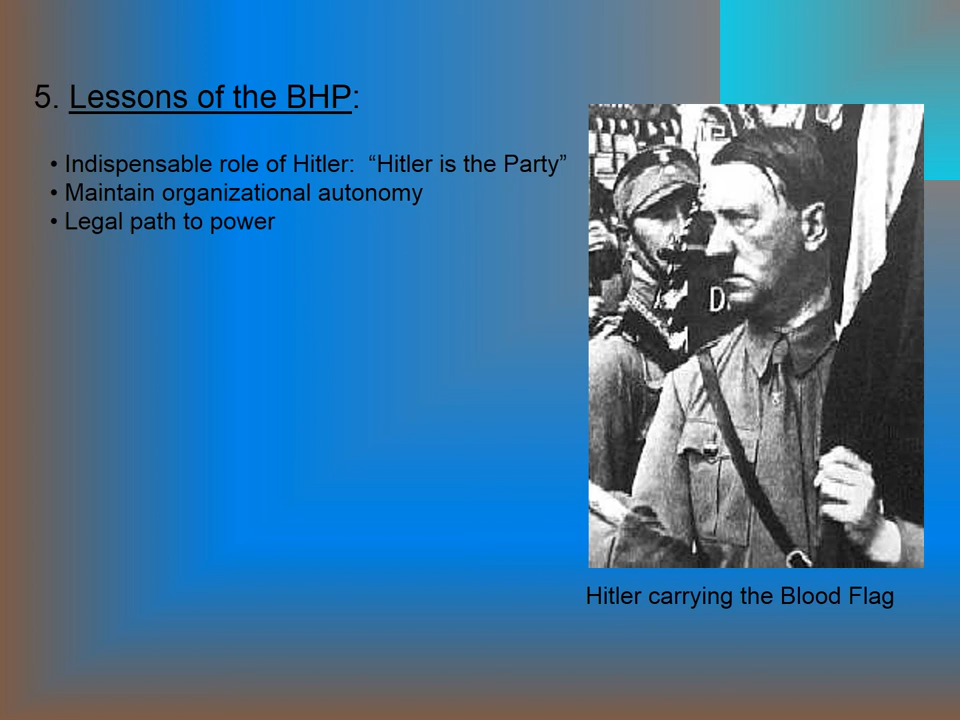 5. Lessons of the BHP:
• Indispensable role of Hitler: “Hitler is the Party”
• Maintain organizational autonomy
• Legal path to power
D.
Hitler carrying the Blood Flag